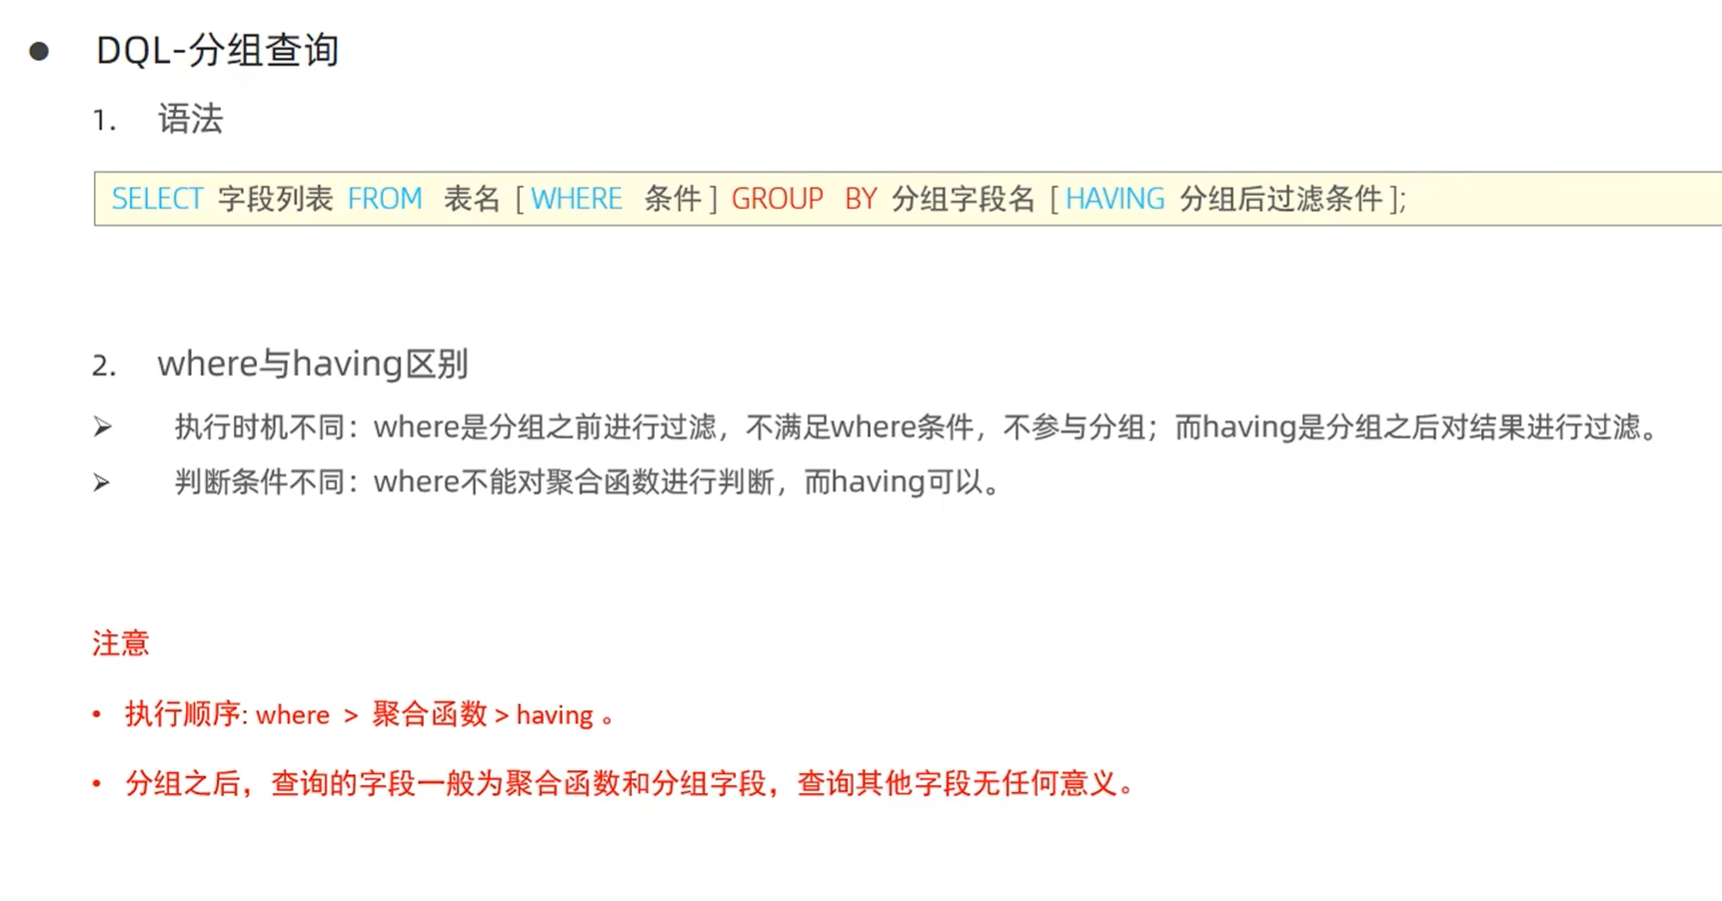 ● DQL-分组查询
1. 语法
SELECT 字段列表 FROM 表名 [ WHERE 条件 ] GROUP BY 分组字段名 [ HAVING 分组后过滤条件 ];
2. where与having区别
➢ 执行时机不同：where是分组之前进行过滤，不满足where条件，不参与分组；而having是分组之后对结果进行过滤。
➢ 判断条件不同：where不能对聚合函数进行判断，而having可以。
注意
• 执行顺序: where > 聚合函数 > having 。
• 分组之后，查询的字段一般为聚合函数和分组字段，查询其他字段无任何意义。